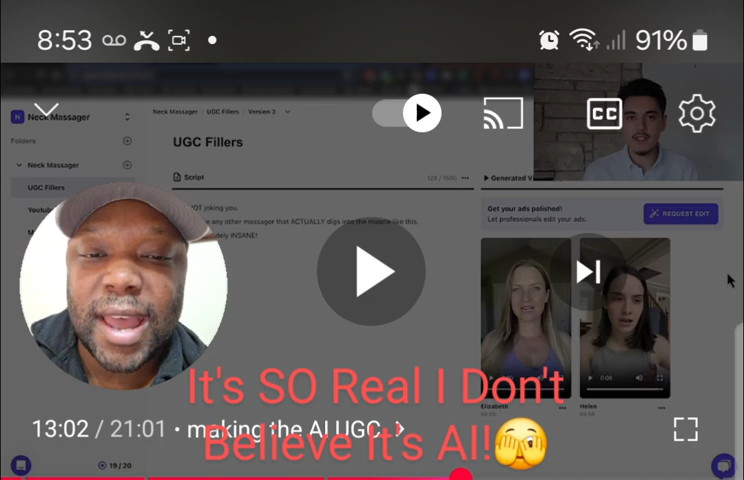 8:53
91%
Neck Massager
Neck Massager / UGC Fillers / Version 3
CC
Folders
UGC Fillers
Neck Massager
Script
128 / 1500
Generated V
UGC Fillers
NOT joking you.
Get your ads polished!
Let professionals edit your ads.
REQUEST EDIT
any other massager that ACTUALLY digs into the muscle like this.
INSANE!
It's SO Real I Don't
Believe It's AI!🫣
0:04
Elizabeth
Helen
13:02 / 21:01 • making the AI UGC
19 / 20